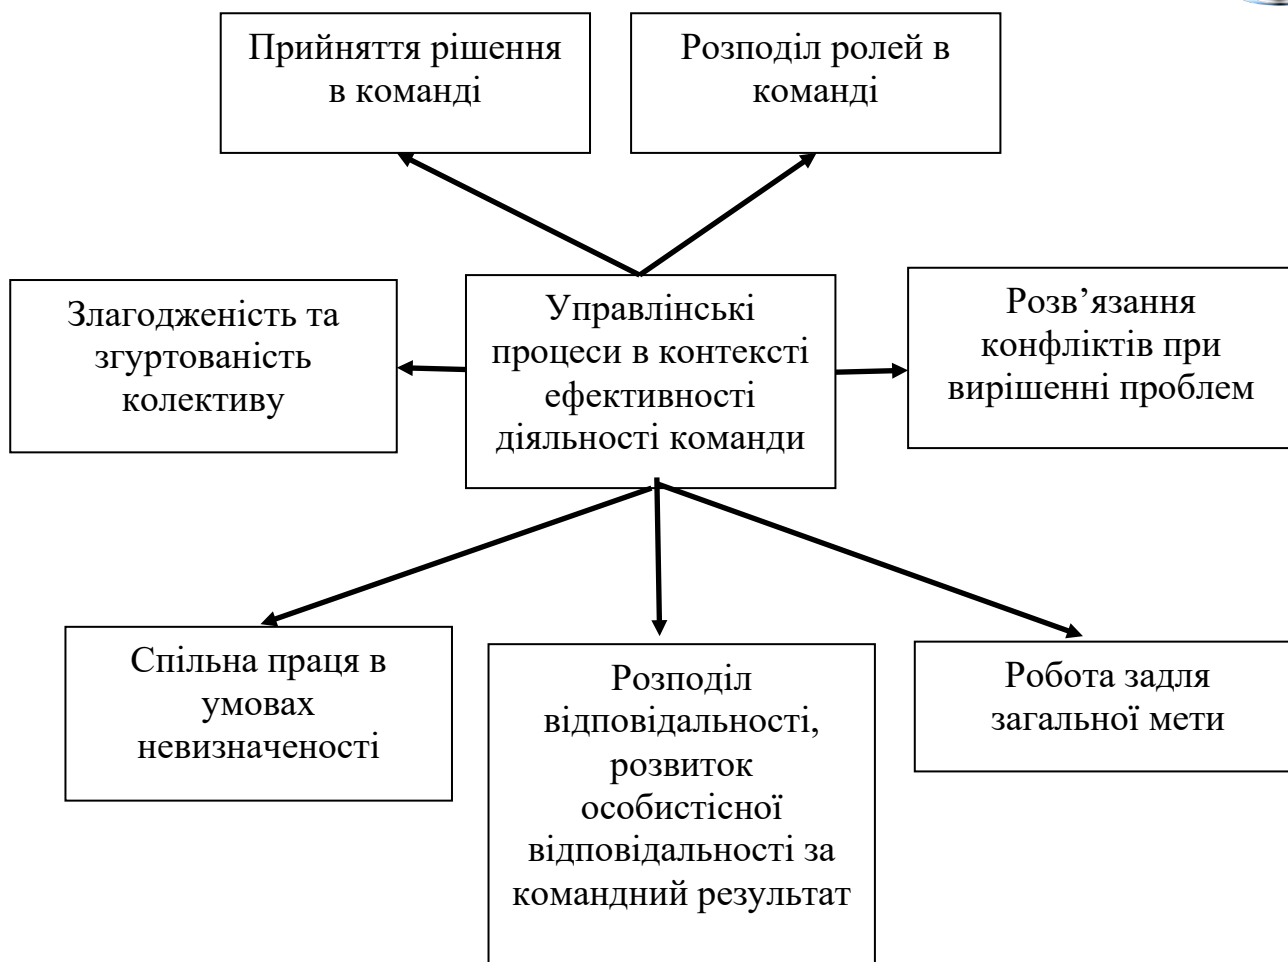 Прийняття рішення
в команді
Розподіл ролей в
команді
Злагодженість та
згуртованість
колективу
Управлінські
процеси в контексті
ефективності
діяльності команди
Розв’язання
конфліктів при
вирішенні проблем
Спільна праця в
умовах
невизначеності
Розподіл
відповідальності,
розвиток
особистісної
відповідальності за
командний результат
Робота задля
загальної мети